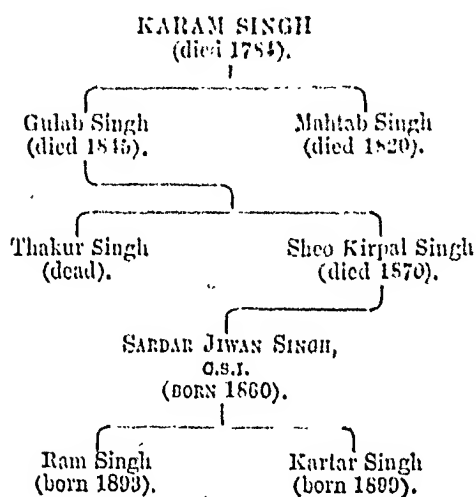 KARAM SINGH
(died 1784).
Gulab Singh
(died 1845).
Mahtab Singh
(died 1820).
Thakur Singh
(dead).
Sheo Kirpal Singh
(died 1870).
SARDAR JIWAN SINGH,
C.S.I.
(BORN 1860).
Ram Singh
(born 1893).
Kartar Singh
(born 1899).